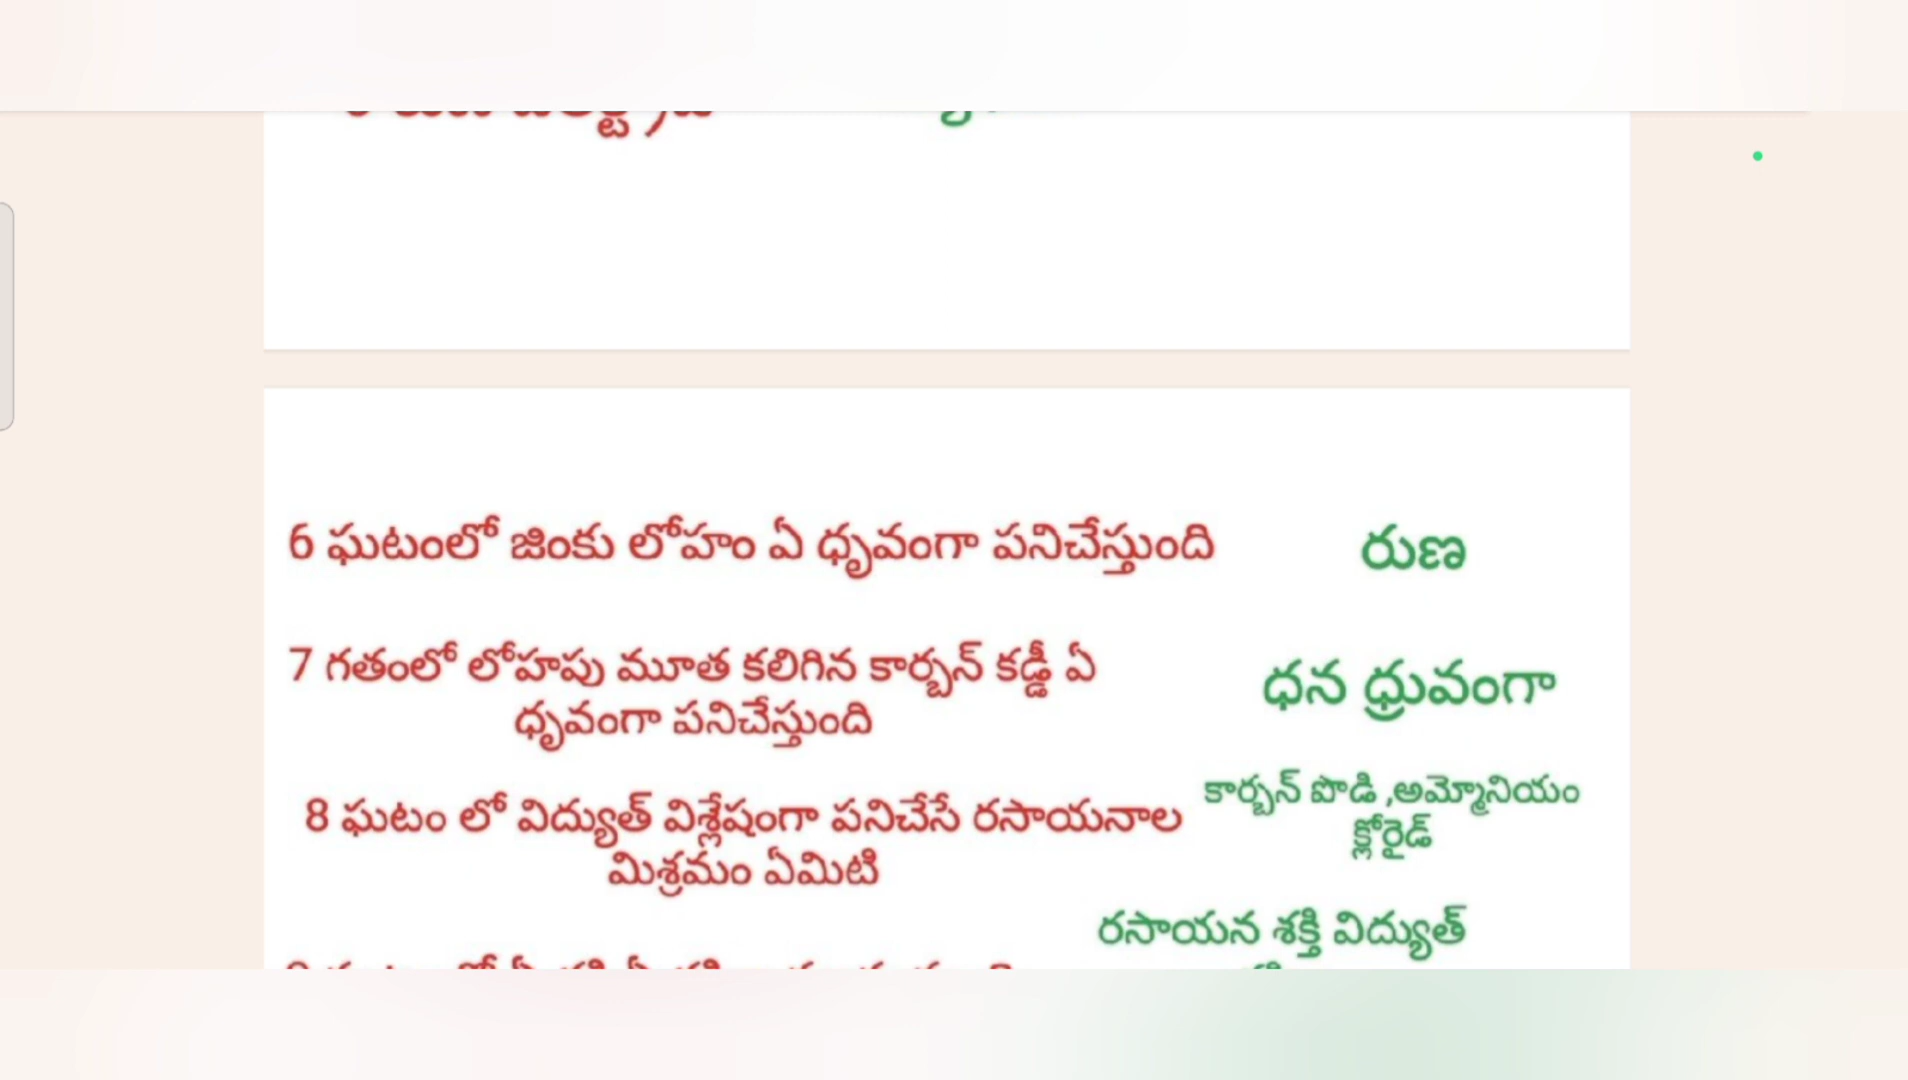 6 ఘటంలో జింకు లోహం ఏ ధృవంగా పనిచేస్తుంది
రుణ
7 గతంలో లోహపు మూత కలిగిన కార్బన్ కడ్డీ ఏ
ధృవంగా పనిచేస్తుంది
ధన ధ్రువంగా
8 ఘటం లో విద్యుత్ విశ్లేషంగా పనిచేసే రసాయనాల
మిశ్రమం ఏమిటి
కార్బన్ పొడి ,అమ్మోనియం
క్లోరైడ్
రసాయన శక్తి విద్యుత్